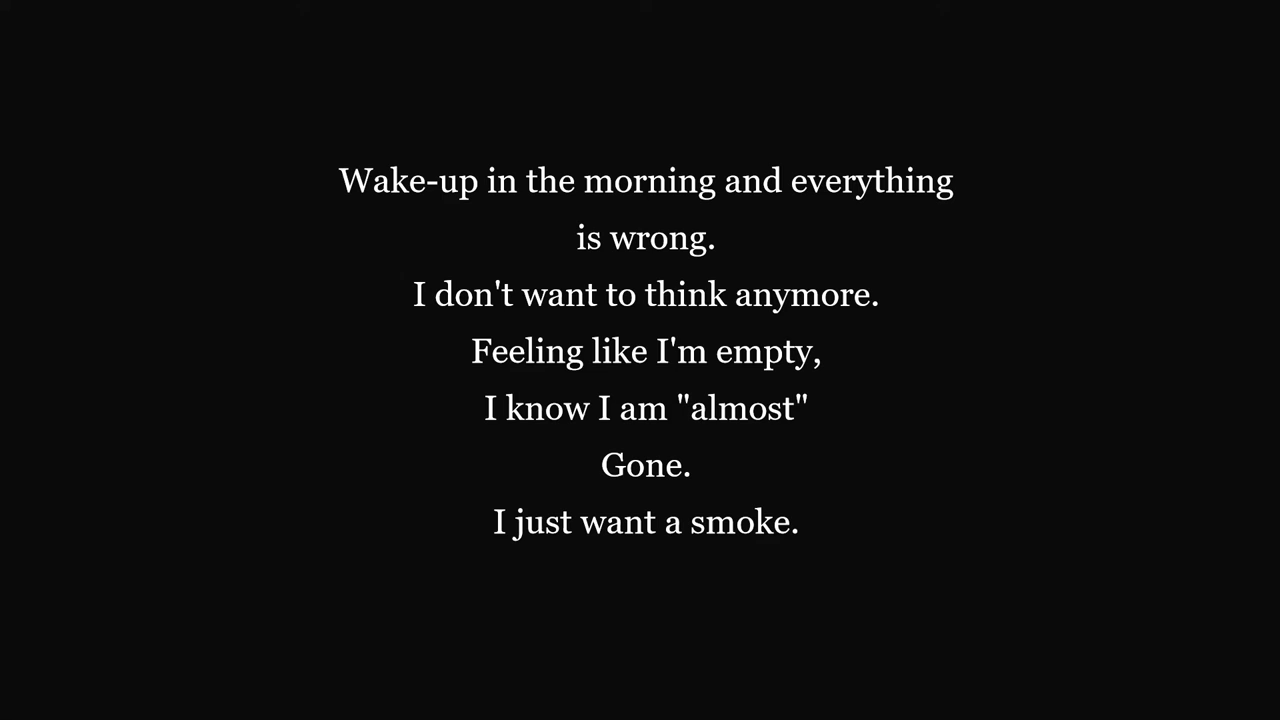 Wake-up in the morning and everything
is wrong.
I don't want to think anymore.
Feeling like I'm empty,
I know I am "almost"
Gone.
I just want a smoke.